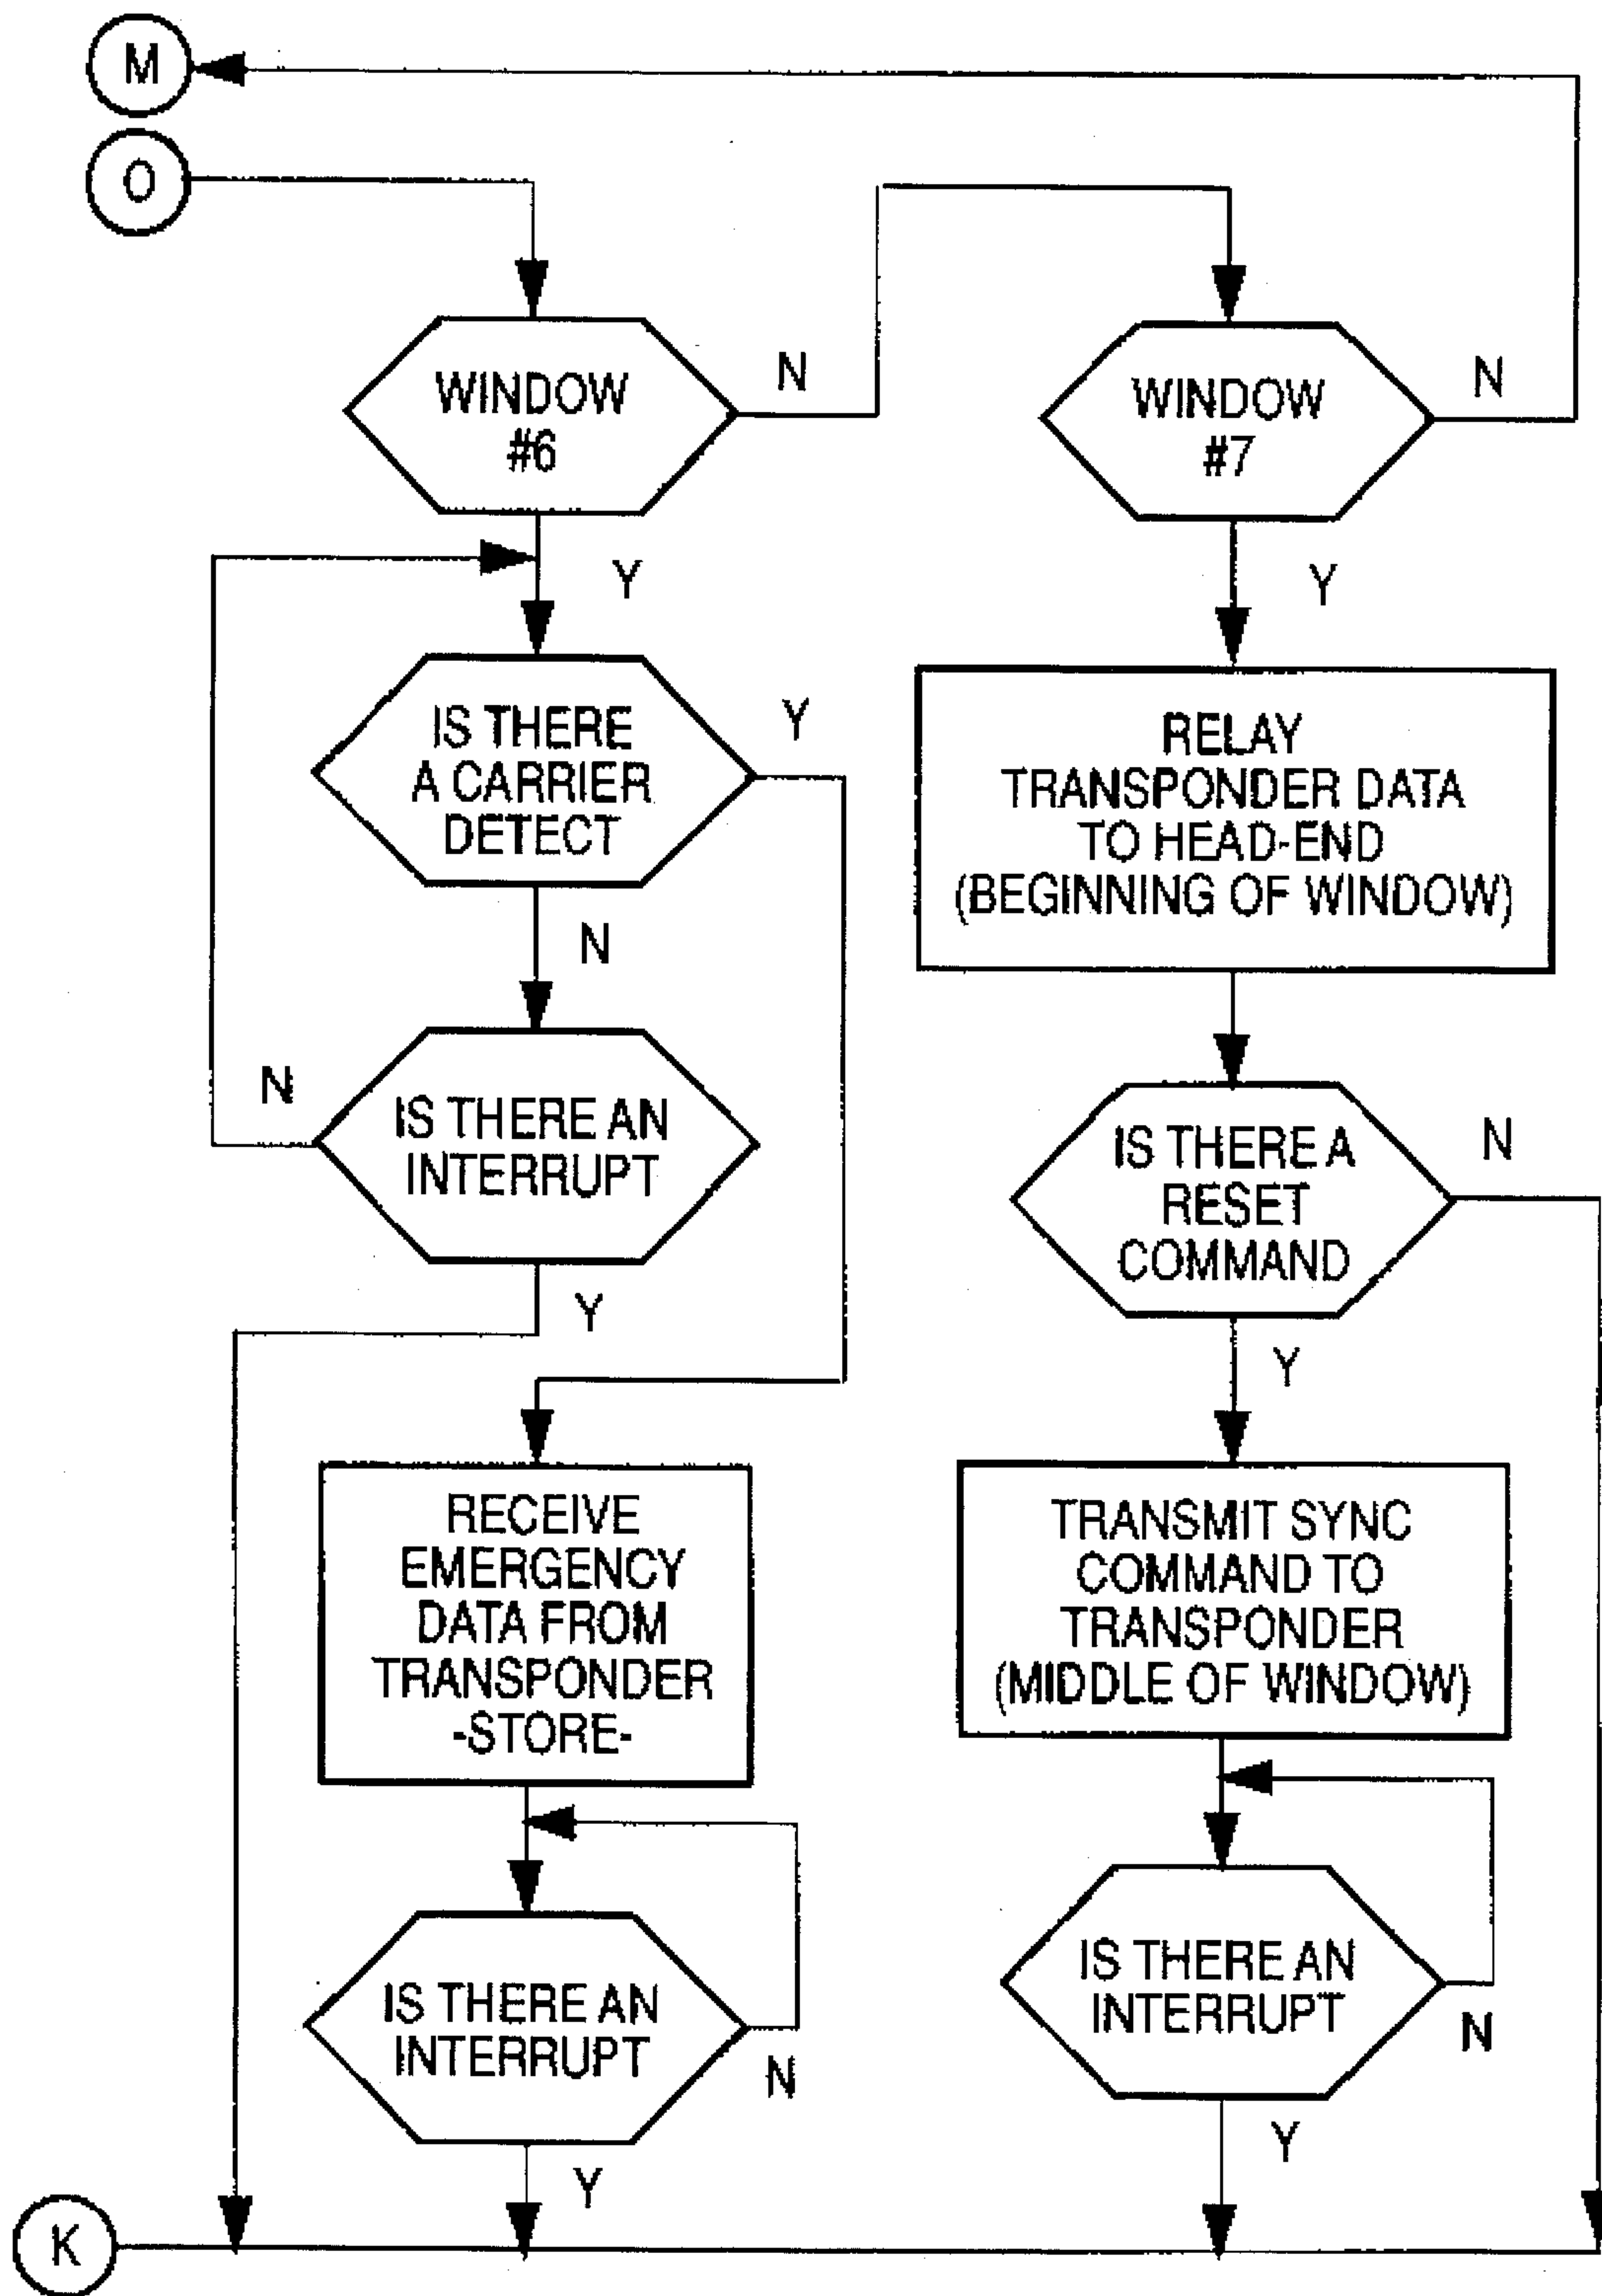 M
O
WINDOW
#6
N
WINDOW
#7
N
Y
Y
IS THERE
A CARRIER
DETECT
Y
N
RELAY
TRANSPONDER DATA
TO HEAD-END
(BEGINNING OF WINDOW)
IS THERE AN
INTERRUPT
N
Y
IS THERE A
RESET
COMMAND
N
Y
RECEIVE
EMERGENCY
DATA FROM
TRANSPONDER
-STORE-
TRANSMIT SYNC
COMMAND TO
TRANSPONDER
(MIDDLE OF WINDOW)
IS THERE AN
INTERRUPT
N
Y
IS THERE AN
INTERRUPT
N
Y
K